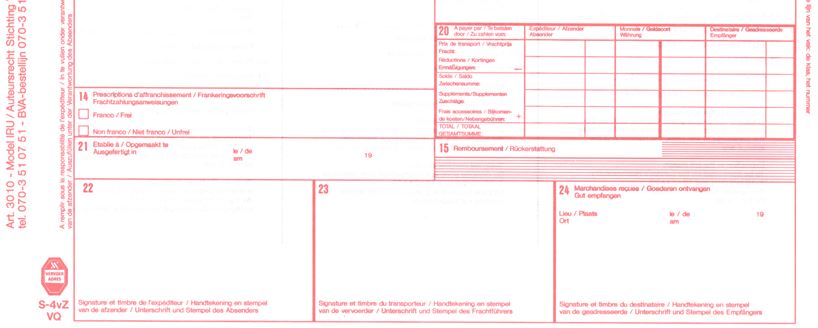 Art. 3010 - Model IRU / Auteursrecht Stichting
tel. 070-3 51 07 51 - BVA-bestellijn 070-3 51
A remplir sous la responsabilité de l'expéditeur / In te vullen onder verantw
van de afzender / Auszufüllen unter der Verantwortung des Absenders
20 A payer par / Te betalen
door / Zu zahlen vom:
Expéditeur / Afzender
Absender
Monnaie / Geldsoort
Währung
Destinataire / Geadresseerde
Empfänger
Prix de transport / Vrachtprijs
Fracht:
Réductions / Kortingen
Ermäßigungen: —
Solde / Saldo
Zwischensumme:
Suppléments/Supplementen
Zuschläge:
Frais accessoires / Bijkomen-
de kosten/Nebengebühren: +
TOTAL / TOTAAL
GESAMTSUMME
14 Prescriptions d'affranchissement / Frankeringsvoorschrift
Frachtzahlungsanweisungen
Franco / Frei
Non franco / Niet franco / Unfrei
21 Etablie à / Opgemaakt te
Ausgefertigt in
le / de
am
19
15 Remboursement / Rückerstattung
22
23
24 Marchandises reçues / Goederen ontvangen
Gut empfangen
Lieu / Plaats
Ort
le / de
am
19
Signature et timbre de l'expéditeur / Handtekening en stempel
van de afzender / Unterschrift und Stempel des Absenders
Signature et timbre du transporteur / Handtekening en stempel
van de vervoerder / Unterschrift und Stempel des Frachtführers
Signature et timbre du destinataire / Handtekening en stempel
van de geadresseerde / Unterschrift und Stempel des Empfängers
VERVOER
ADRES
S-4vZ
VQ